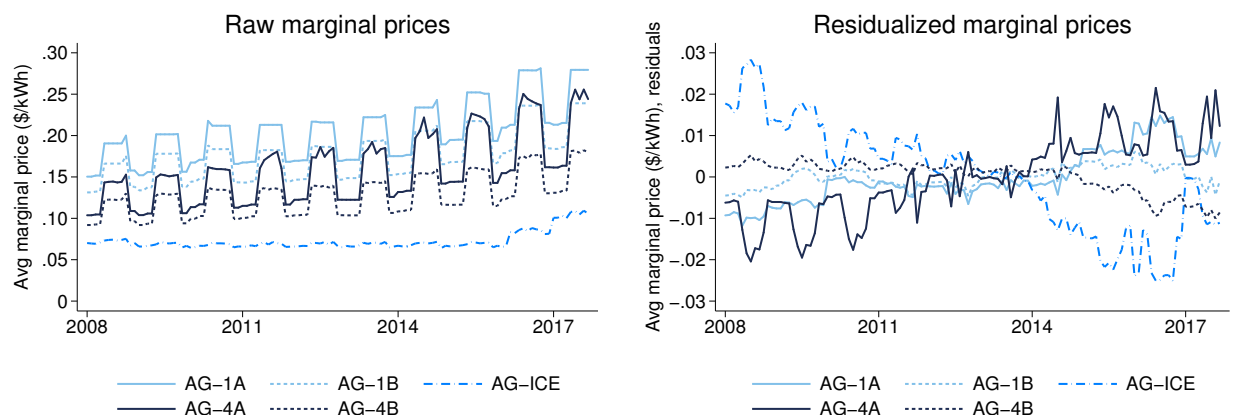 Raw marginal prices
Avg marginal price ($/kWh)
.30
.25
.20
.15
.10
.05
0
2008 2011 2014 2017
AG−1A AG−1B AG−ICE
AG−4A AG−4B
Residualized marginal prices
Avg marginal price ($/kWh), residuals
.03
.02
.01
0
−.01
−.02
−.03
2008 2011 2014 2017
AG−1A AG−1B AG−ICE
AG−4A AG−4B